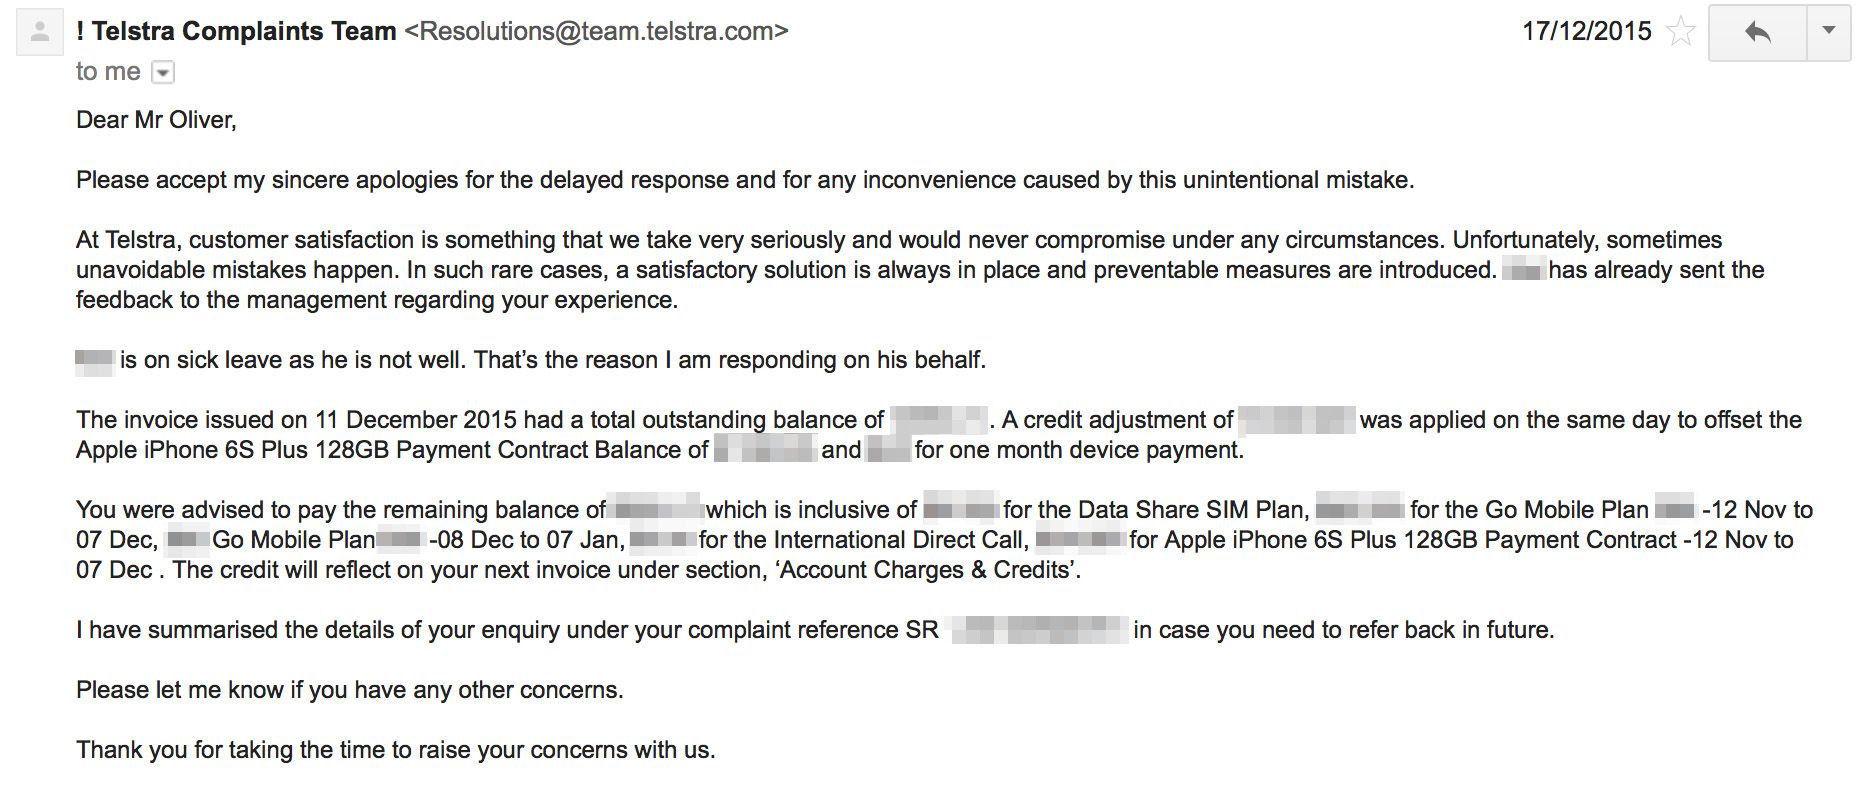 ! Telstra Complaints Team <Resolutions@team.telstra.com>
17/12/2015
to me
Dear Mr Oliver,
Please accept my sincere apologies for the delayed response and for any inconvenience caused by this unintentional mistake.
At Telstra, customer satisfaction is something that we take very seriously and would never compromise under any circumstances. Unfortunately, sometimes
unavoidable mistakes happen. In such rare cases, a satisfactory solution is always in place and preventable measures are introduced. has already sent the
feedback to the management regarding your experience.
is on sick leave as he is not well. That’s the reason I am responding on his behalf.
The invoice issued on 11 December 2015 had a total outstanding balance of . A credit adjustment of was applied on the same day to offset the
Apple iPhone 6S Plus 128GB Payment Contract Balance of and for one month device payment.
You were advised to pay the remaining balance of which is inclusive of for the Data Share SIM Plan, for the Go Mobile Plan -12 Nov to
07 Dec, Go Mobile Plan -08 Dec to 07 Jan, for the International Direct Call, for Apple iPhone 6S Plus 128GB Payment Contract -12 Nov to
07 Dec . The credit will reflect on your next invoice under section, ‘Account Charges & Credits’.
I have summarised the details of your enquiry under your complaint reference SR in case you need to refer back in future.
Please let me know if you have any other concerns.
Thank you for taking the time to raise your concerns with us.